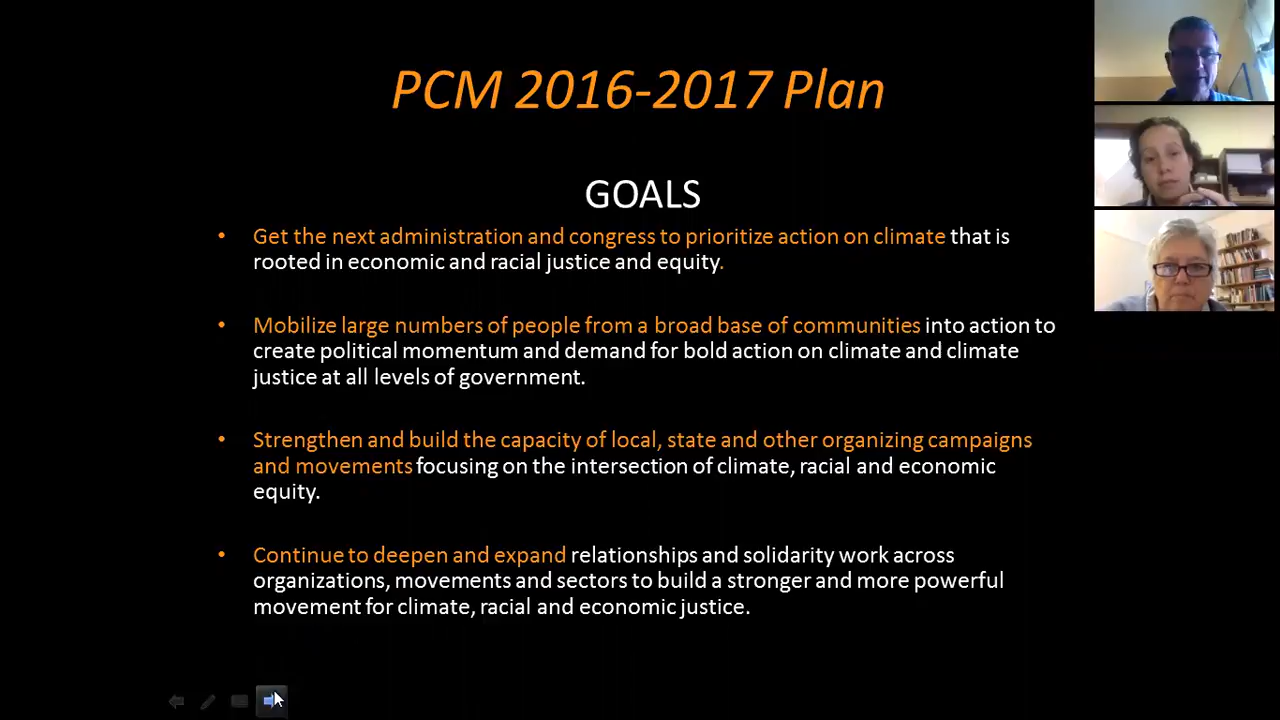 PCM 2016-2017 Plan
GOALS
• Get the next administration and congress to prioritize action on climate that is
rooted in economic and racial justice and equity.
• Mobilize large numbers of people from a broad base of communities into action to
create political momentum and demand for bold action on climate and climate
justice at all levels of government.
• Strengthen and build the capacity of local, state and other organizing campaigns
and movements focusing on the intersection of climate, racial and economic
equity.
• Continue to deepen and expand relationships and solidarity work across
organizations, movements and sectors to build a stronger and more powerful
movement for climate, racial and economic justice.